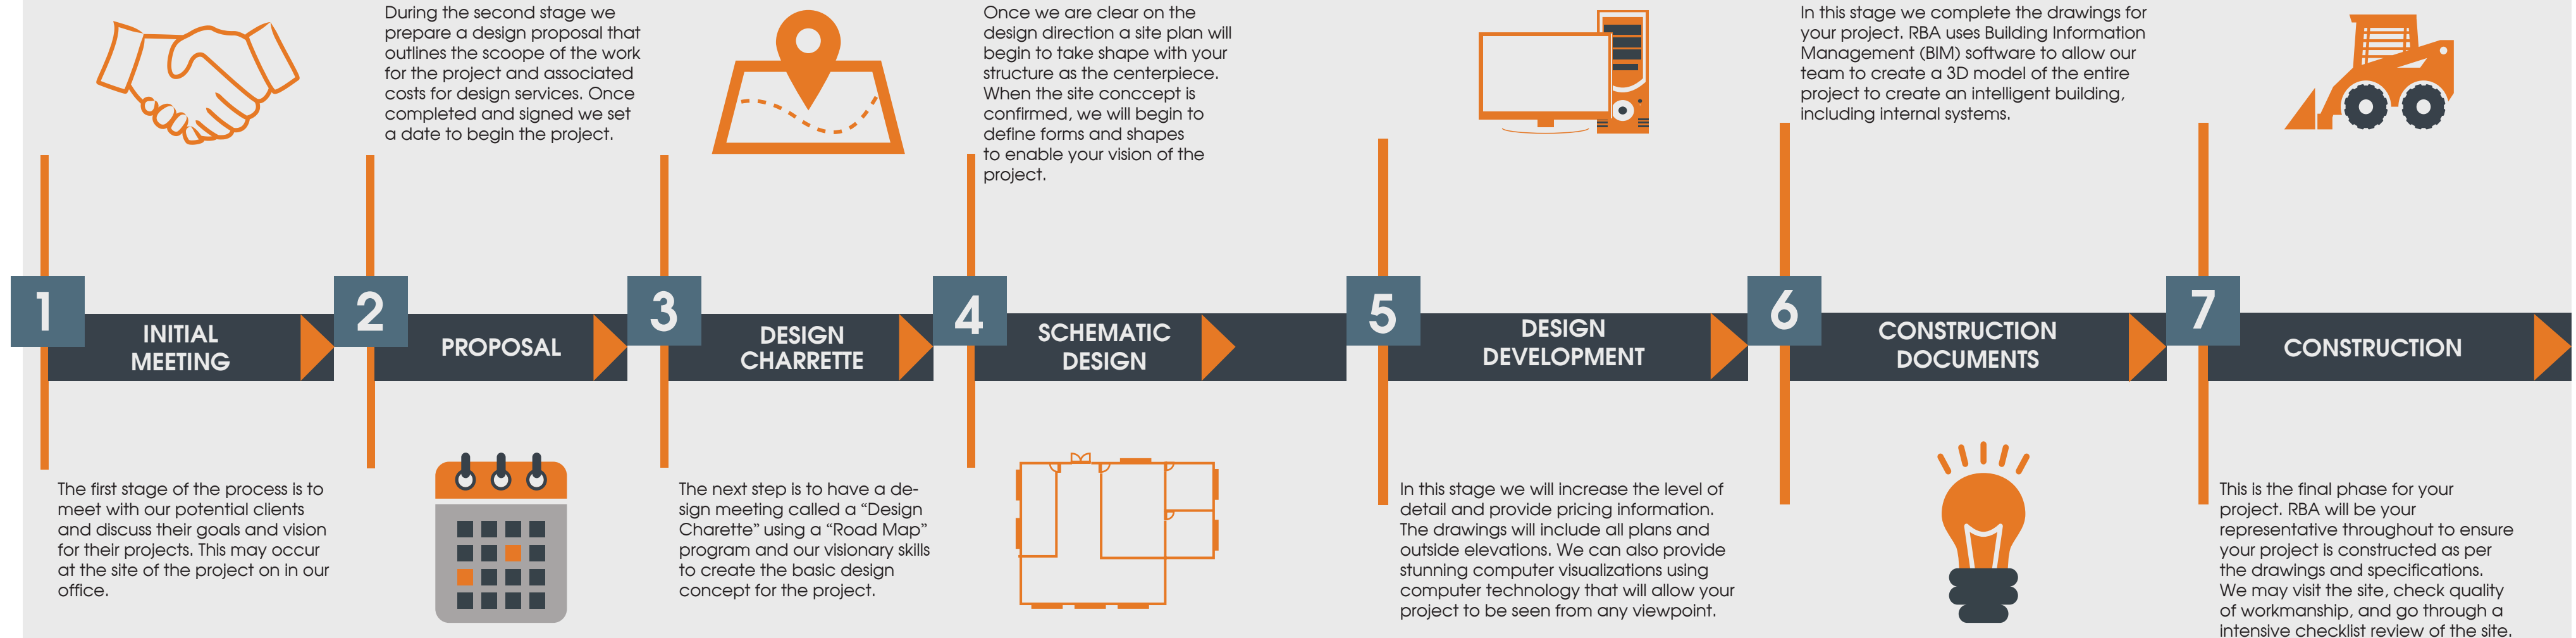 1
INITIAL
MEETING
The first stage of the process is to
meet with our potential clients
and discuss their goals and vision
for their projects. This may occur
at the site of the project on in our
office.
2
PROPOSAL
During the second stage we
prepare a design proposal that
outlines the scoope of the work
for the project and associated
costs for design services. Once
completed and signed we set
a date to begin the project.
3
DESIGN
CHARRETTE
The next step is to have a de-
sign meeting called a “Design
Charette” using a “Road Map”
program and our visionary skills
to create the basic design
concept for the project.
4
SCHEMATIC
DESIGN
Once we are clear on the
design direction a site plan will
begin to take shape with your
structure as the centerpiece.
When the site conccept is
confirmed, we will begin to
define forms and shapes
to enable your vision of the
project.
5
DESIGN
DEVELOPMENT
In this stage we will increase the level of
detail and provide pricing information.
The drawings will include all plans and
outside elevations. We can also provide
stunning computer visualizations using
computer technology that will allow your
project to be seen from any viewpoint.
6
CONSTRUCTION
DOCUMENTS
In this stage we complete the drawings for
your project. RBA uses Building Information
Management (BIM) software to allow our
team to create a 3D model of the entire
project to create an intelligent building,
including internal systems.
7
CONSTRUCTION
This is the final phase for your
project. RBA will be your
representative throughout to ensure
your project is constructed as per
the drawings and specifications.
We may visit the site, check quality
of workmanship, and go through a
intensive checklist review of the site.